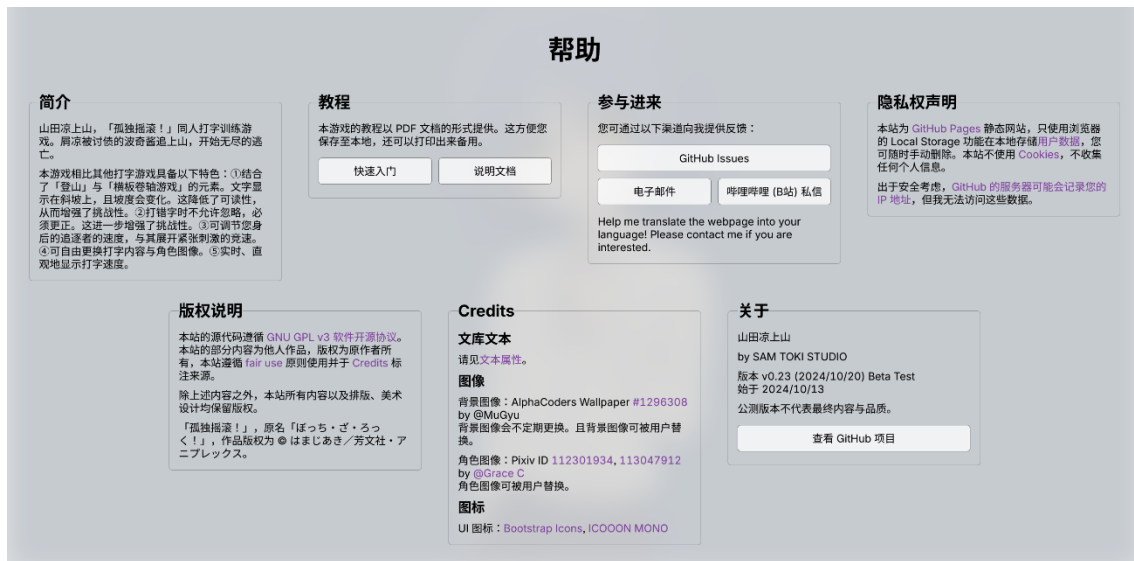 帮助
简介
山田凉上山，「孤独摇滚！」同人打字训练游
戏。屑凉被讨债的波奇酱追上山，开始无尽的逃
亡。
本游戏相比其他打字游戏具备以下特色：①结合
了「登山」与「横板卷轴游戏」的元素。文字显
示在斜坡上，且坡度会变化。这降低了可读性，
从而增强了挑战性。②打错字时不允许忽略，必
须更正。这进一步增强了挑战性。③可调节您身
后的追逐者的速度，与其展开紧张刺激的竞速。
④可自由更换打字内容与角色图像。⑤实时、直
观地显示打字速度。
教程
本游戏的教程以 PDF 文档的形式提供。这方便您
保存至本地，还可以打印出来备用。
快速入门
说明文档
参与进来
您可通过以下渠道向我提供反馈：
GitHub Issues
电子邮件
哔哩哔哩 (B站) 私信
Help me translate the webpage into your
language! Please contact me if you are
interested.
隐私权声明
本站为 GitHub Pages 静态网站，只使用浏览器
的 Local Storage 功能在本地存储用户数据，您
可随时手动删除。本站不使用 Cookies，不收集
任何个人信息。
出于安全考虑，GitHub 的服务器可能会记录您的
IP 地址，但我无法访问这些数据。
版权说明
本站的源代码遵循 GNU GPL v3 软件开源协议。
本站的部分内容为他人作品，版权为原作者所
有，本站遵循 fair use 原则使用并于 Credits 标
注来源。
除上述内容之外，本站所有内容以及排版、美术
设计均保留版权。
「孤独摇滚！」，原名「ぼっち・ざ・ろっ
く！」，作品版权为 © はまじあき／芳文社・ア
ニプレックス。
Credits
文库文本
请见文本属性。
图像
背景图像：AlphaCoders Wallpaper #1296308
by @MuGyu
背景图像会不定期更换。且背景图像可被用户替
换。
角色图像：Pixiv ID 112301934, 113047912
by @Grace C
角色图像可被用户替换。
图标
UI 图标：Bootstrap Icons, ICOOON MONO
关于
山田凉上山
by SAM TOKI STUDIO
版本 v0.23 (2024/10/20) Beta Test
始于 2024/10/13
公测版本不代表最终内容与品质。
查看 GitHub 项目